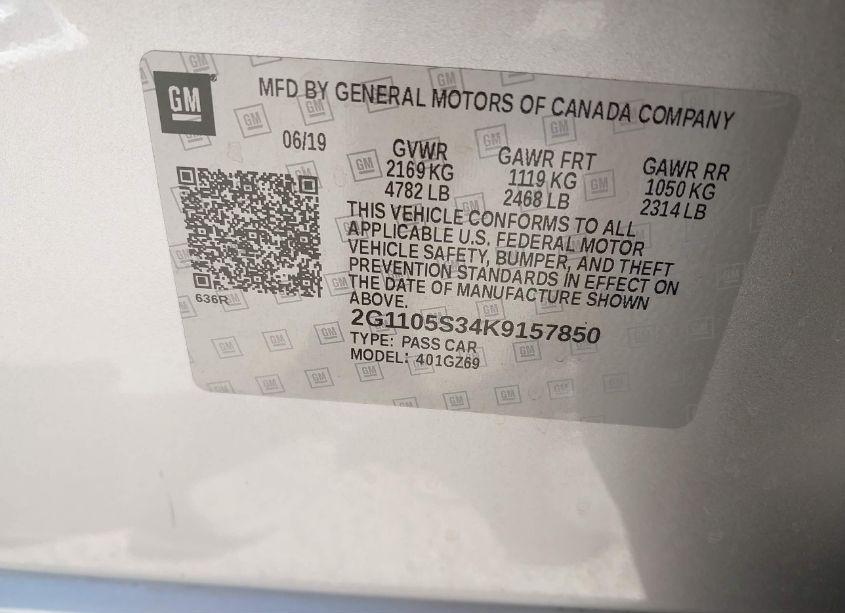 GM
MFD BY GENERAL MOTORS OF CANADA COMPANY
06/19
GVWR
2169 KG
4782 LB
GAWR FRT
1119 KG
2468 LB
GAWR RR
1050 KG
2314 LB
THIS VEHICLE CONFORMS TO ALL
APPLICABLE U.S. FEDERAL MOTOR
VEHICLE SAFETY, BUMPER, AND THEFT
PREVENTION STANDARDS IN EFFECT ON
THE DATE OF MANUFACTURE SHOWN
ABOVE.
636R
2G1105S34K9157850
TYPE: PASS CAR
MODEL: 401GZ69